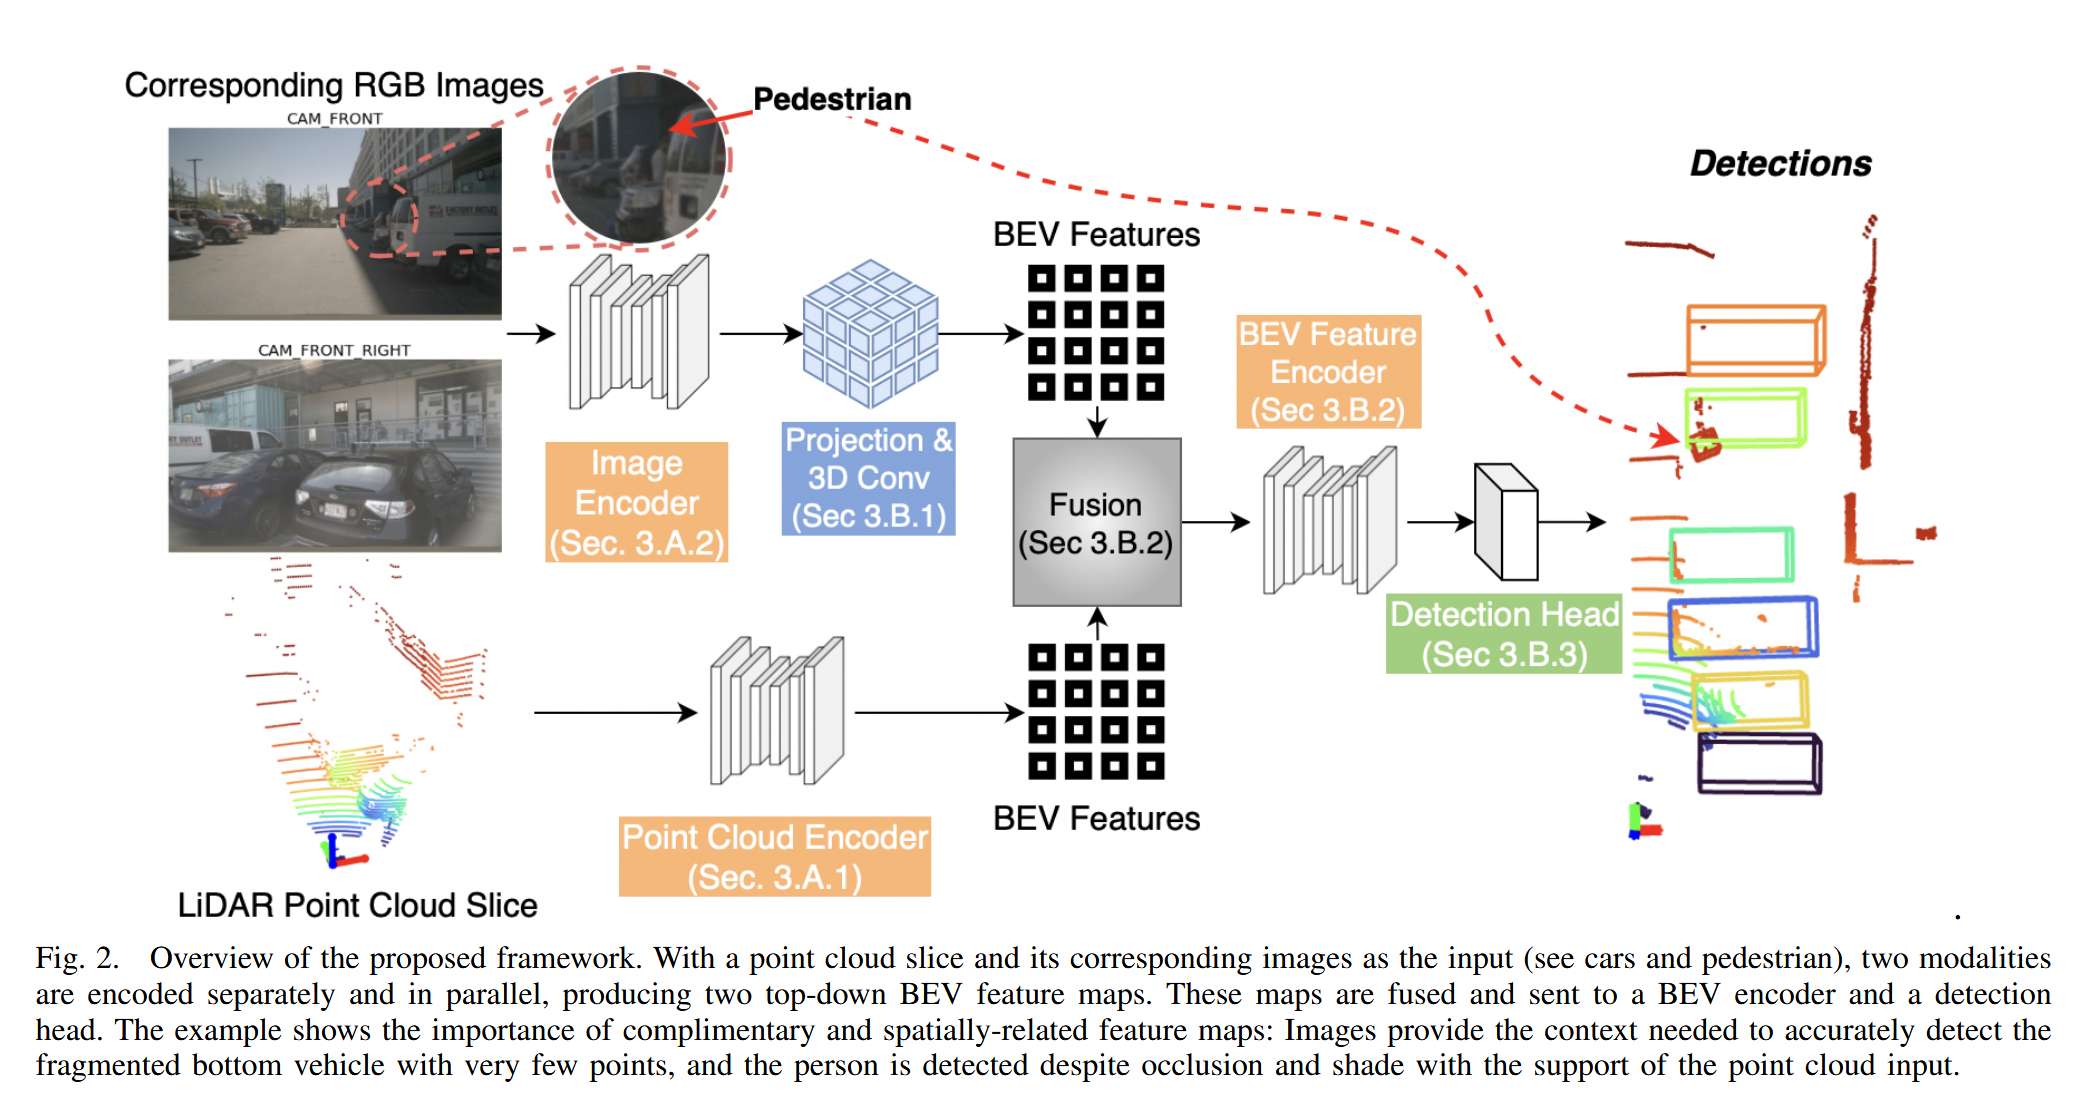 Corresponding RGB Images
CAM_FRONT
Pedestrian
FACTORY OUTLET
CAM_FRONT_RIGHT
RY OUTLET
LiDAR Point Cloud Slice
Image
Encoder
(Sec. 3.A.2)
Projection &
3D Conv
(Sec 3.B.1)
BEV Features
Fusion
(Sec 3.B.2)
BEV Feature
Encoder
(Sec 3.B.2)
Detection Head
(Sec 3.B.3)
Point Cloud Encoder
(Sec. 3.A.1)
BEV Features
Detections
.
Fig. 2. Overview of the proposed framework. With a point cloud slice and its corresponding images as the input (see cars and pedestrian), two modalities
are encoded separately and in parallel, producing two top-down BEV feature maps. These maps are fused and sent to a BEV encoder and a detection
head. The example shows the importance of complimentary and spatially-related feature maps: Images provide the context needed to accurately detect the
fragmented bottom vehicle with very few points, and the person is detected despite occlusion and shade with the support of the point cloud input.